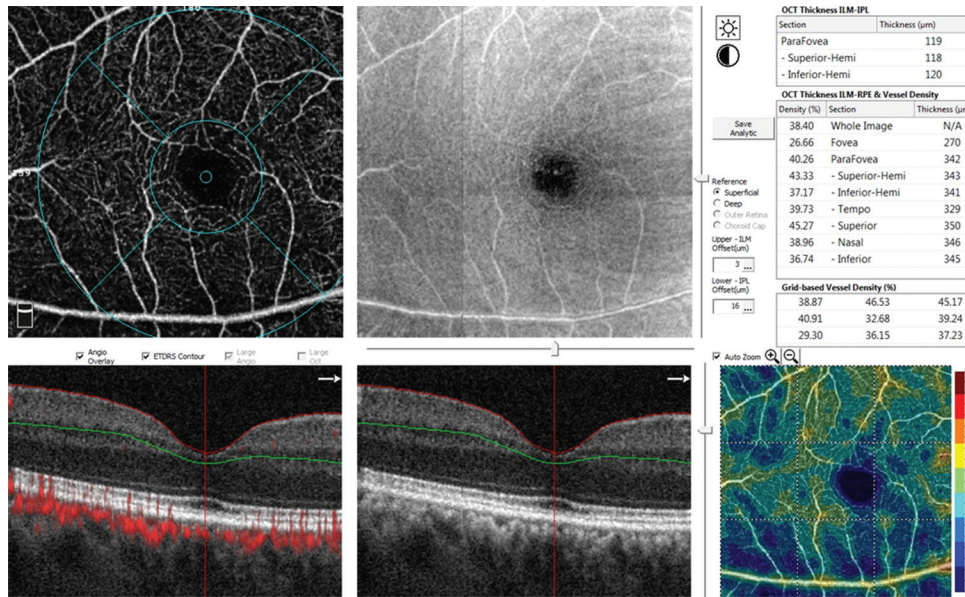 180
OCT Thickness ILM-IPL
Section Thickness (µm)
ParaFovea 119
- Superior-Hemi 118
- Inferior-Hemi 120
OCT Thickness ILM-RPE & Vessel Density
Density (%) Section Thickness (µm
38.40 Whole Image N/A
26.66 Fovea 270
40.26 ParaFovea 342
43.33 - Superior-Hemi 343
37.17 - Inferior-Hemi 341
39.73 - Tempo 329
45.27 - Superior 350
38.96 - Nasal 346
36.74 - Inferior 345
Grid-based Vessel Density (%)
38.87 46.53 45.17
40.91 32.68 39.24
29.30 36.15 37.23
Save
Analytic
Reference
Superficial
Deep
Outer Retina
Choroid Cap
Upper - ILM
Offset(um)
3 ...
Lower - IPL
Offset(um)
16 ...
Angio
Overlay
ETDRS Contour
Large
Angio
Large
Oct
Auto Zoom